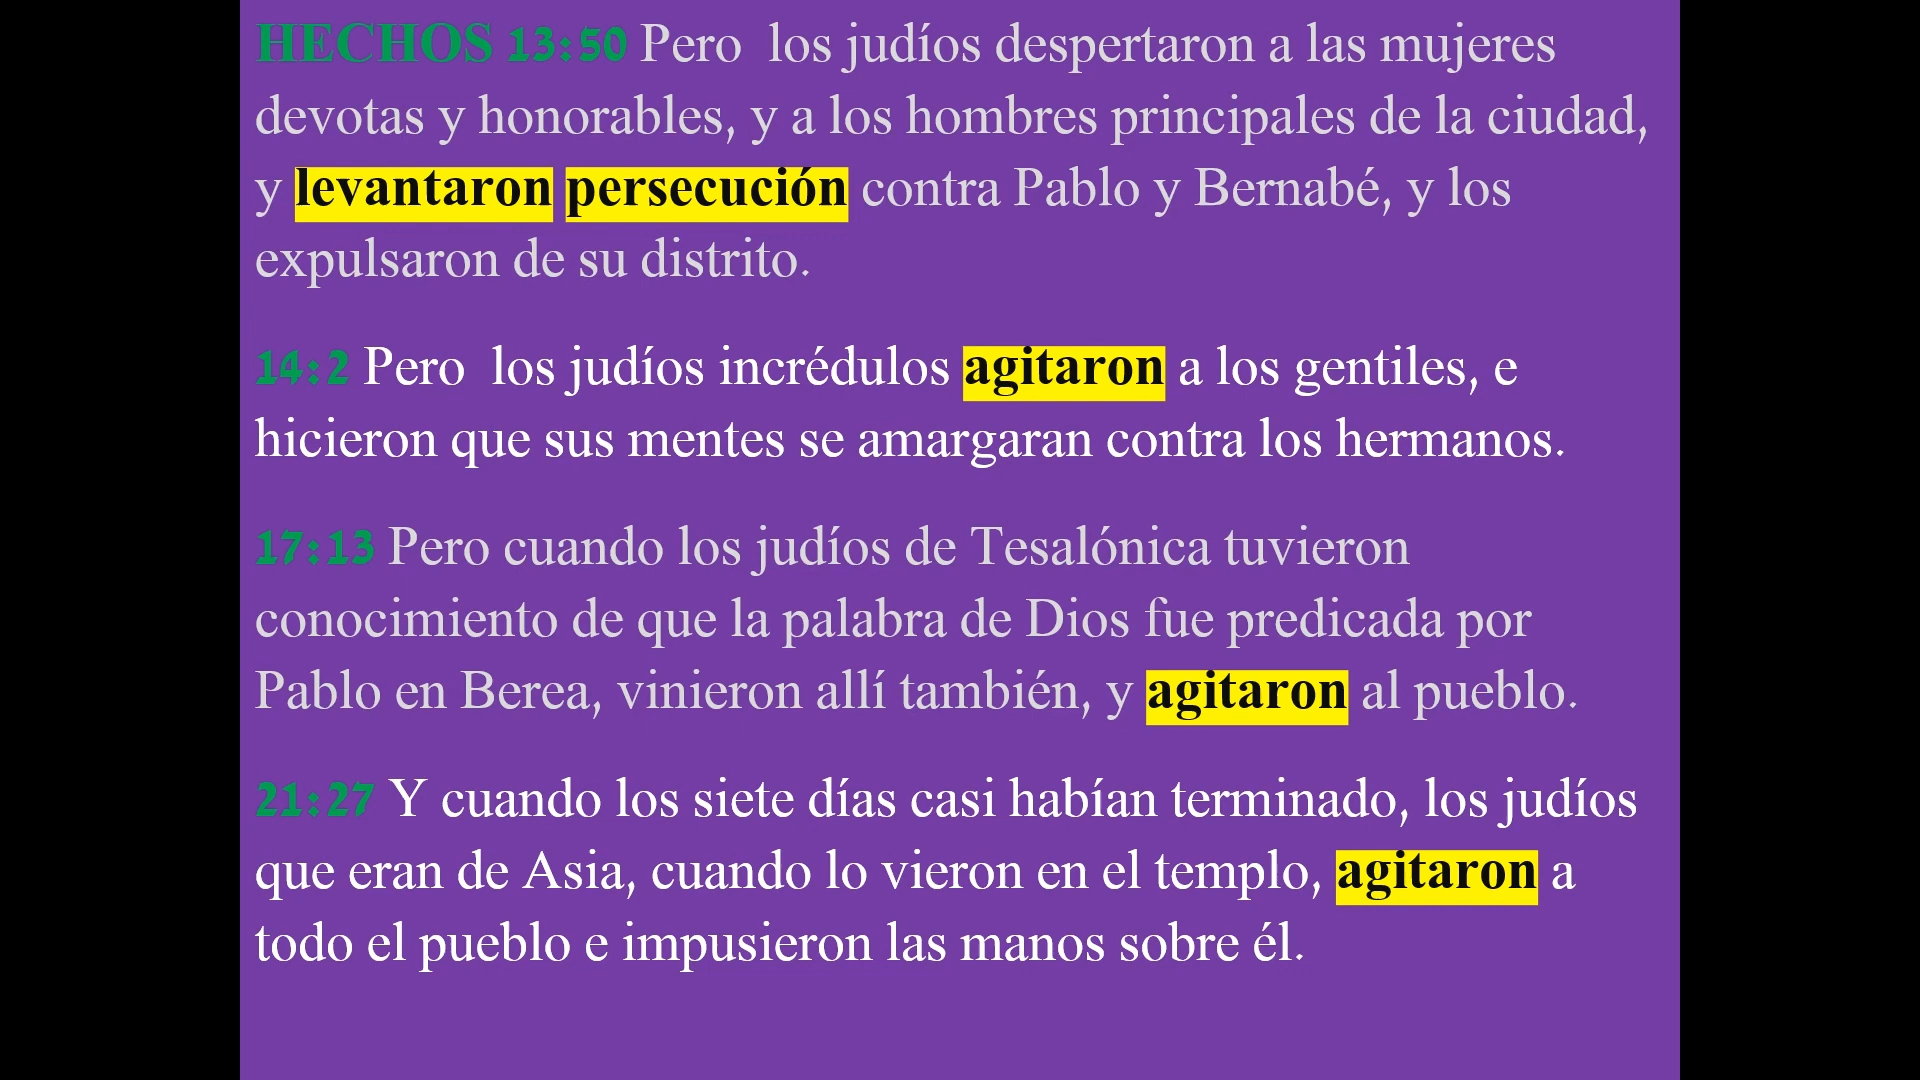 HECHOS 13:50 Pero  los judíos despertaron a las mujeres
devotas y honorables, y a los hombres principales de la ciudad,
y levantaron persecución contra Pablo y Bernabé, y los
expulsaron de su distrito.
14:2 Pero  los judíos incrédulos agitaron a los gentiles, e
hicieron que sus mentes se amargaran contra los hermanos.
17:13 Pero cuando los judíos de Tesalónica tuvieron
conocimiento de que la palabra de Dios fue predicada por
Pablo en Berea, vinieron allí también, y agitaron al pueblo.
21:27 Y cuando los siete días casi habían terminado, los judíos
que eran de Asia, cuando lo vieron en el templo, agitaron a
todo el pueblo e impusieron las manos sobre él.